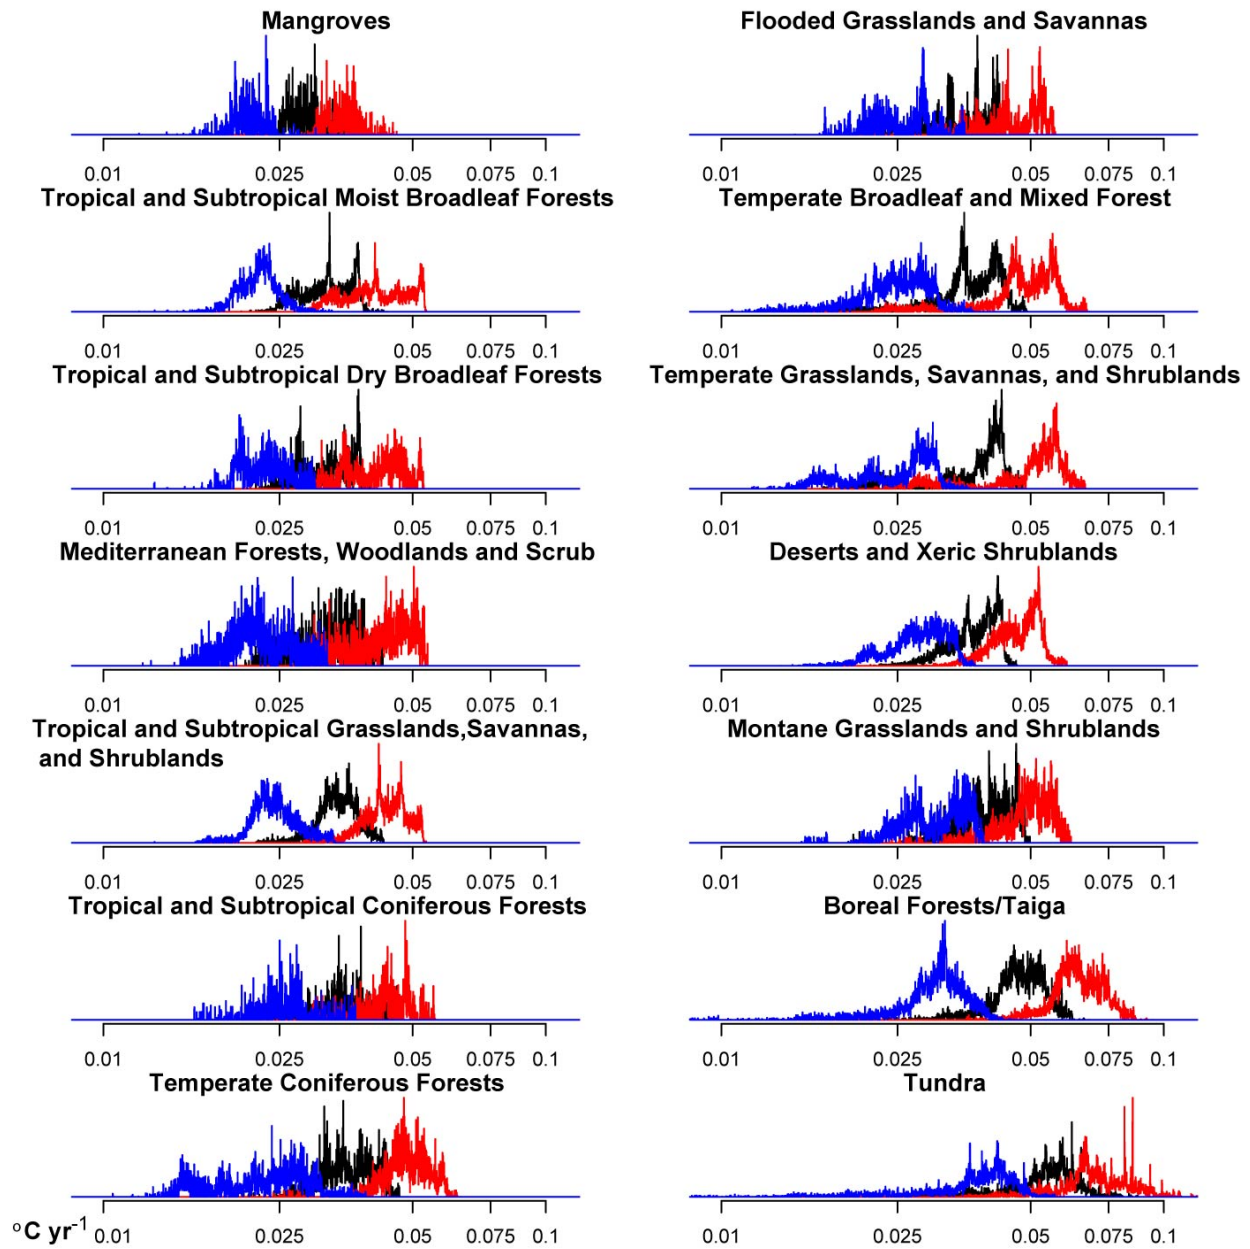 Mangroves
Flooded Grasslands and Savannas
0.01 0.025 0.05 0.075 0.1
0.01 0.025 0.05 0.075 0.1
Tropical and Subtropical Moist Broadleaf Forests
Temperate Broadleaf and Mixed Forest
0.01 0.025 0.05 0.075 0.1
0.01 0.025 0.05 0.075 0.1
Tropical and Subtropical Dry Broadleaf Forests
Temperate Grasslands, Savannas, and Shrublands
0.01 0.025 0.05 0.075 0.1
0.01 0.025 0.05 0.075 0.1
Mediterranean Forests, Woodlands and Scrub
Deserts and Xeric Shrublands
0.01 0.025 0.05 0.075 0.1
0.01 0.025 0.05 0.075 0.1
Tropical and Subtropical Grasslands,Savannas,
and Shrublands
Montane Grasslands and Shrublands
0.01 0.025 0.05 0.075 0.1
0.01 0.025 0.05 0.075 0.1
Tropical and Subtropical Coniferous Forests
Boreal Forests/Taiga
0.01 0.025 0.05 0.075 0.1
0.01 0.025 0.05 0.075 0.1
Temperate Coniferous Forests
Tundra
°C yr⁻¹ 0.01 0.025 0.05 0.075 0.1
0.01 0.025 0.05 0.075 0.1